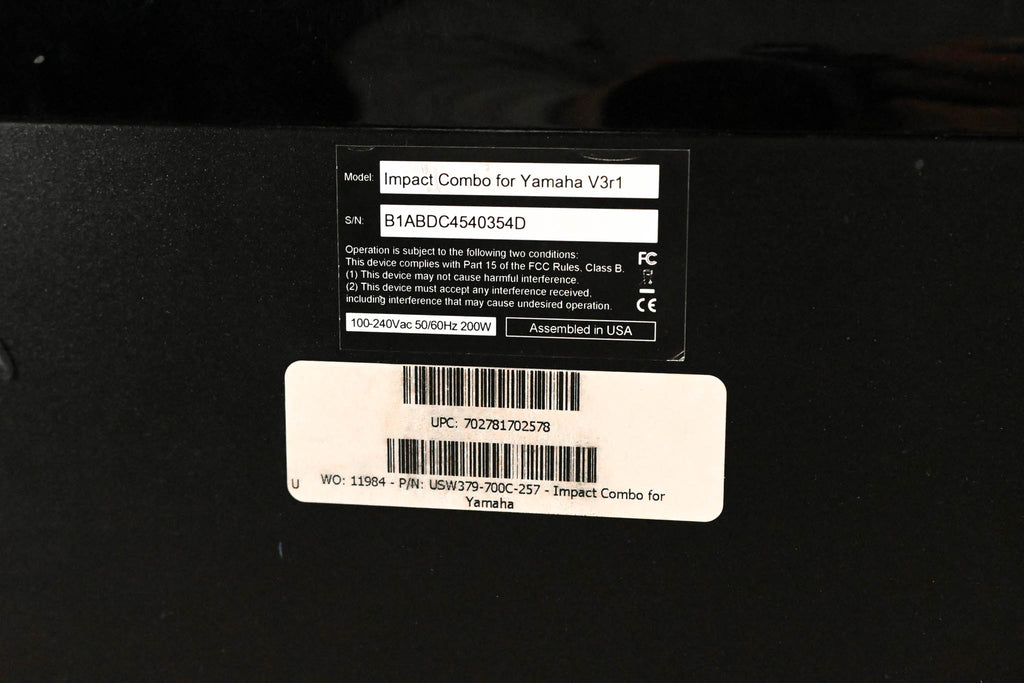 Model: Impact Combo for Yamaha V3r1
S/N: B1ABDC4540354D
Operation is subject to the following two conditions:
This device complies with Part 15 of the FCC Rules, Class B.
(1) This device may not cause harmful interference.
(2) This device must accept any interference received,
including interference that may cause undesired operation.
FC
CE
100-240Vac 50/60Hz 200W
Assembled in USA
UPC: 702781702578
U WO: 11984 - P/N: USW379-700C-257 - Impact Combo for
Yamaha